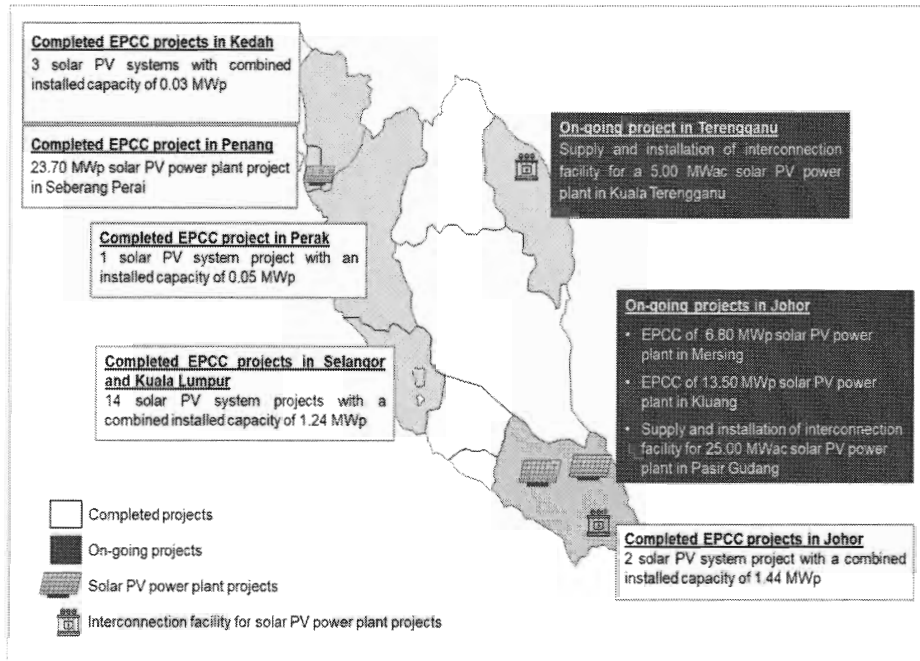 Completed EPCC projects in Kedah
3 solar PV systems with combined
installed capacity of 0.03 MWp
Completed EPCC project in Penang
23.70 MWp solar PV power plant project
in Seberang Perai
On-going project in Terengganu
Supply and installation of interconnection
facility for a 5.00 MWac solar PV power
plant in Kuala Terengganu
Completed EPCC project in Perak
1 solar PV system project with an
installed capacity of 0.05 MWp
On-going projects in Johor
• EPCC of 6.80 MWp solar PV power
plant in Mersing
• EPCC of 13.50 MWp solar PV power
plant in Kluang
• Supply and installation of interconnection
facility for 25.00 MWac solar PV power
plant in Pasir Gudang
Completed EPCC projects in Selangor
and Kuala Lumpur
14 solar PV system projects with a
combined installed capacity of 1.24 MWp
Completed EPCC projects in Johor
2 solar PV system project with a combined
installed capacity of 1.44 MWp
Completed projects
On-going projects
Solar PV power plant projects
Interconnection facility for solar PV power plant projects